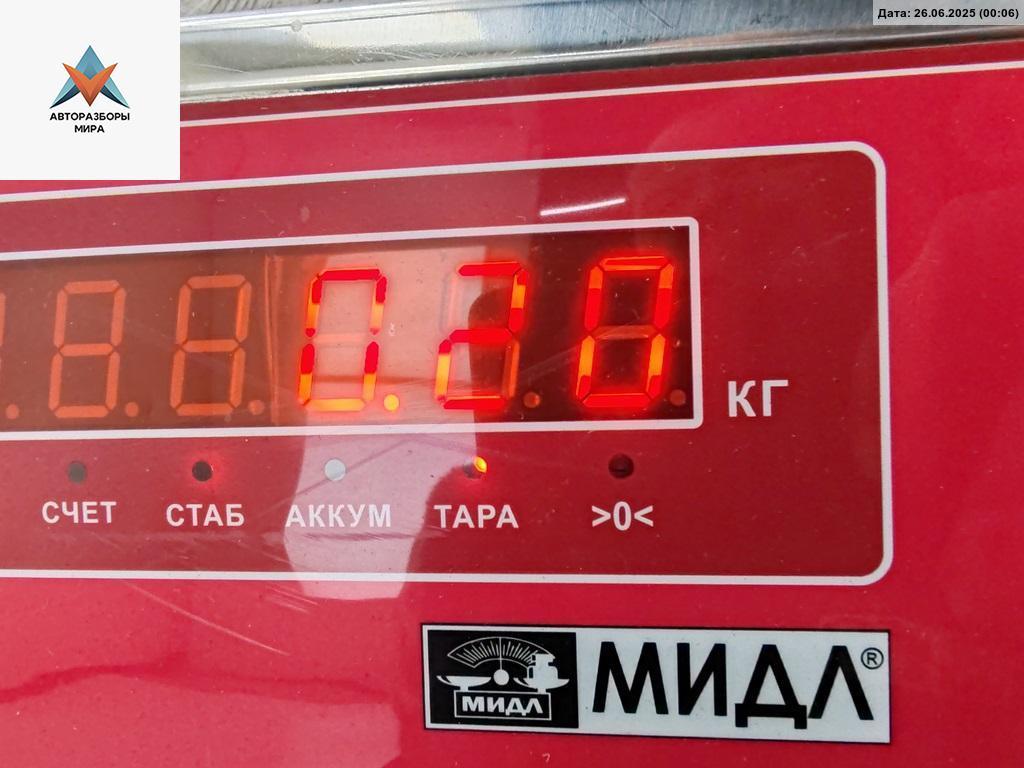 Дата: 26.06.2025 (00:06)
АВТОРАЗБОРЫ
МИРА
0.20
КГ
СЧЕТ СТАБ АККУМ ТАРА >0<
МИДЛ МИДЛ®